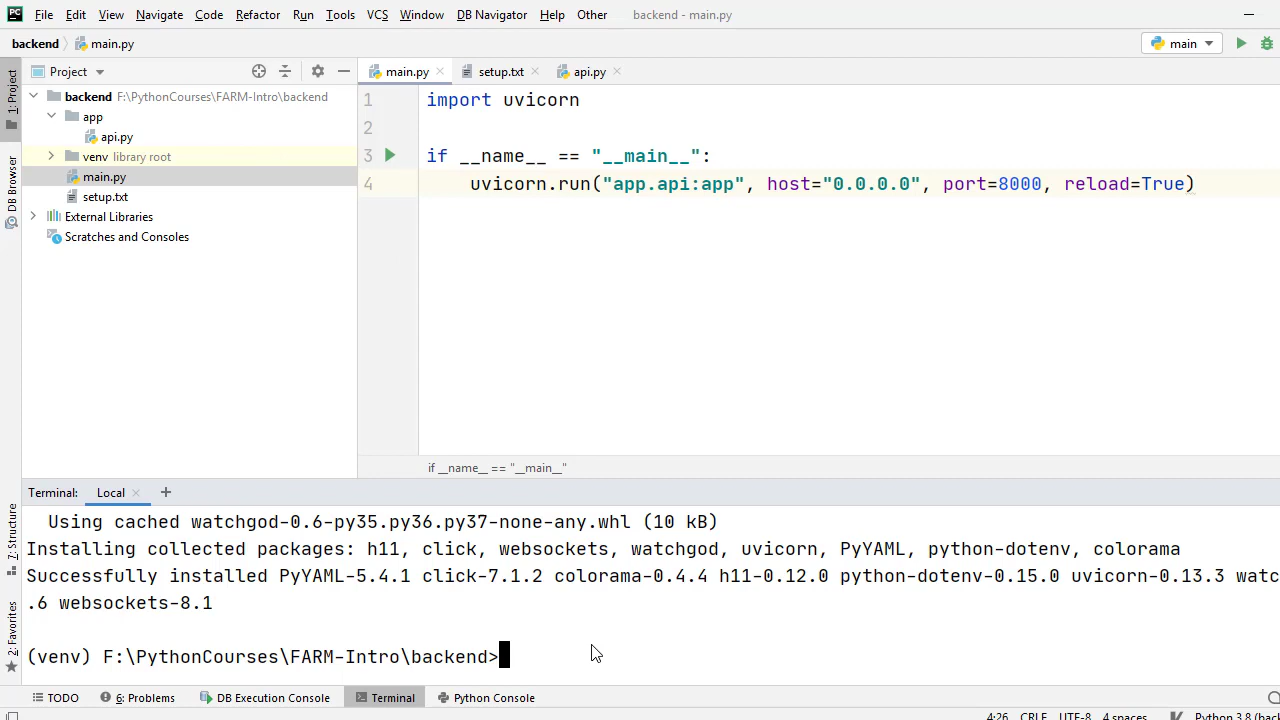 PC File Edit View Navigate Code Refactor Run Tools VCS Window DB Navigator Help Other backend - main.py
backend main.py main
Project main.py setup.txt api.py
backend F:\PythonCourses\FARM-Intro\backend
app
api.py
venv library root
main.py
setup.txt
External Libraries
Scratches and Consoles
1: Project
DB Browser
7: Structure
2: Favorites
1 import uvicorn
2
3 if __name__ == "__main__":
4 uvicorn.run("app.api:app", host="0.0.0.0", port=8000, reload=True)
if __name__ == "__main__"
Terminal: Local +
Using cached watchgod-0.6-py35.py36.py37-none-any.whl (10 kB)
Installing collected packages: h11, click, websockets, watchgod, uvicorn, PyYAML, python-dotenv, colorama
Successfully installed PyYAML-5.4.1 click-7.1.2 colorama-0.4.4 h11-0.12.0 python-dotenv-0.15.0 uvicorn-0.13.3 watc
.6 websockets-8.1
(venv) F:\PythonCourses\FARM-Intro\backend>
TODO 6: Problems DB Execution Console Terminal Python Console
4:26 CRLF UTF-8 4 spaces Python 3.8 (bac